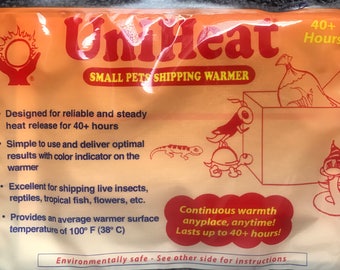 UniHeat
40+
Hours
SMALL PETS SHIPPING WARMER
Designed for reliable and steady
heat release for 40+ hours
Simple to use and deliver optimal
results with color indicator on the
warmer
Excellent for shipping live insects,
reptiles, tropical fish, flowers, etc.
Provides an average warmer surface
temperature of 100° F (38° C)
Continuous warmth
anyplace, anytime!
Lasts up to 40+ hours!
Environmentally safe - See other side for instructions